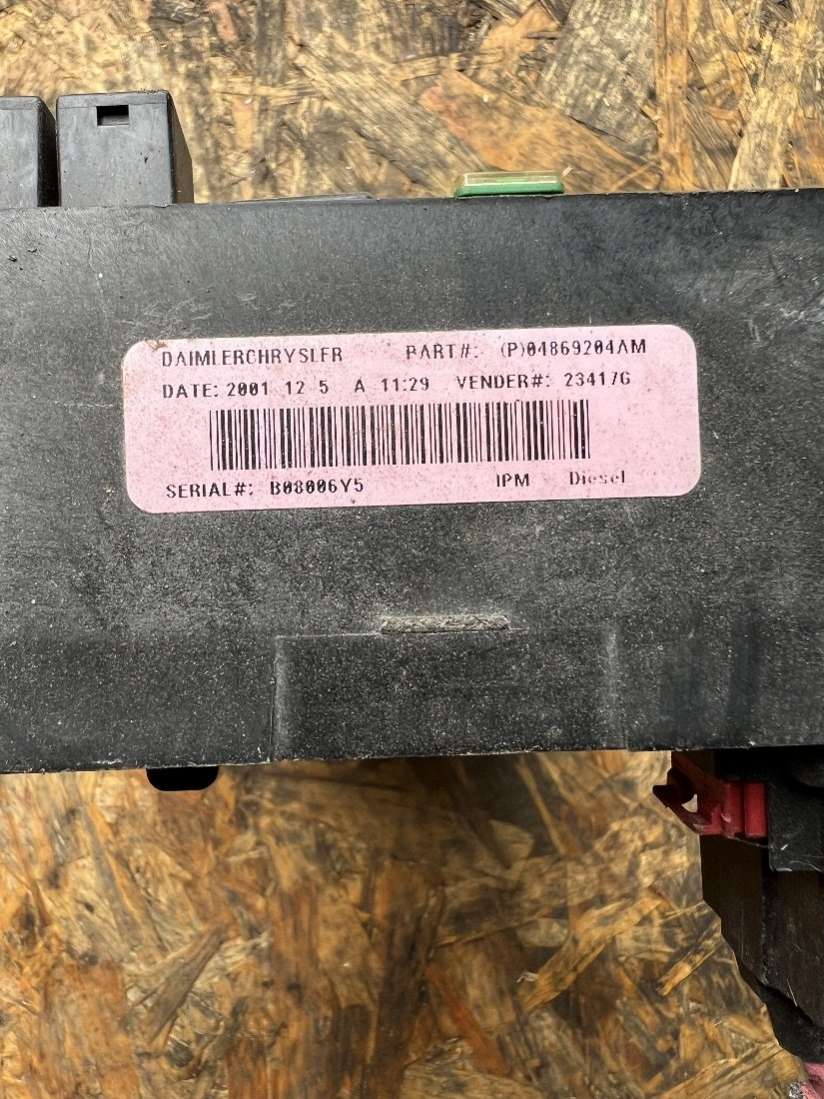 DAIMLERCHRYSLER PART#: (P)04869204AM
DATE: 2001 12 5 A 11:29 VENDER#: 23417G
SERIAL#: B08006Y5 IPM Diesel